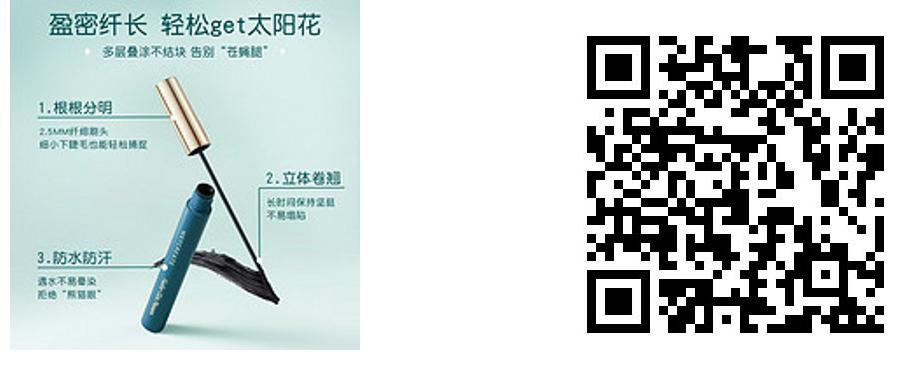 盈密纤长 轻松get太阳花
多层叠涂不结块 告别“苍蝇腿”
1.根根分明
2.5MM纤细刷头
细小下睫毛也能轻松捕捉
2.立体卷翘
长时间保持坚挺
不易塌陷
3.防水防汗
遇水不易晕染
拒绝“熊猫眼”